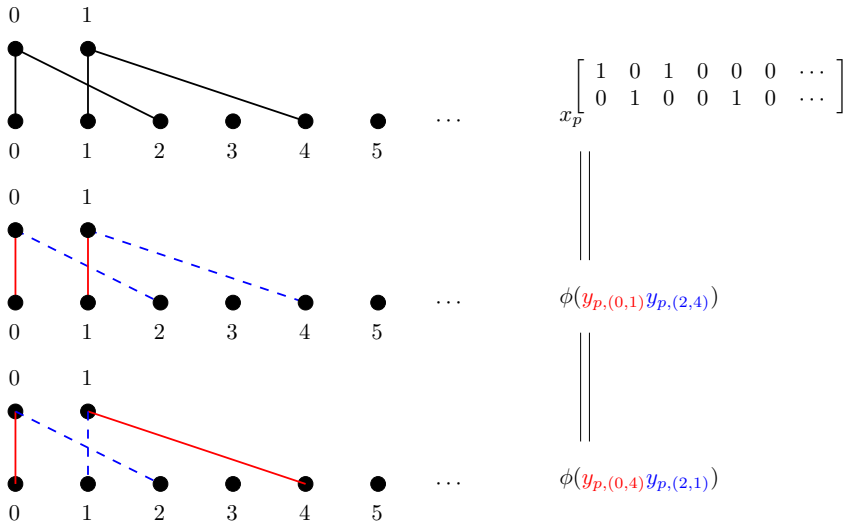 0 1
1 0 1 0 0 0 ⋯
0 1 0 0 1 0 ⋯
x_p
⋯
0 1 2 3 4 5
0 1
⋯
ϕ(y_{p,(0,1)}y_{p,(2,4)})
0 1 2 3 4 5
0 1
⋯
ϕ(y_{p,(0,4)}y_{p,(2,1)})
0 1 2 3 4 5